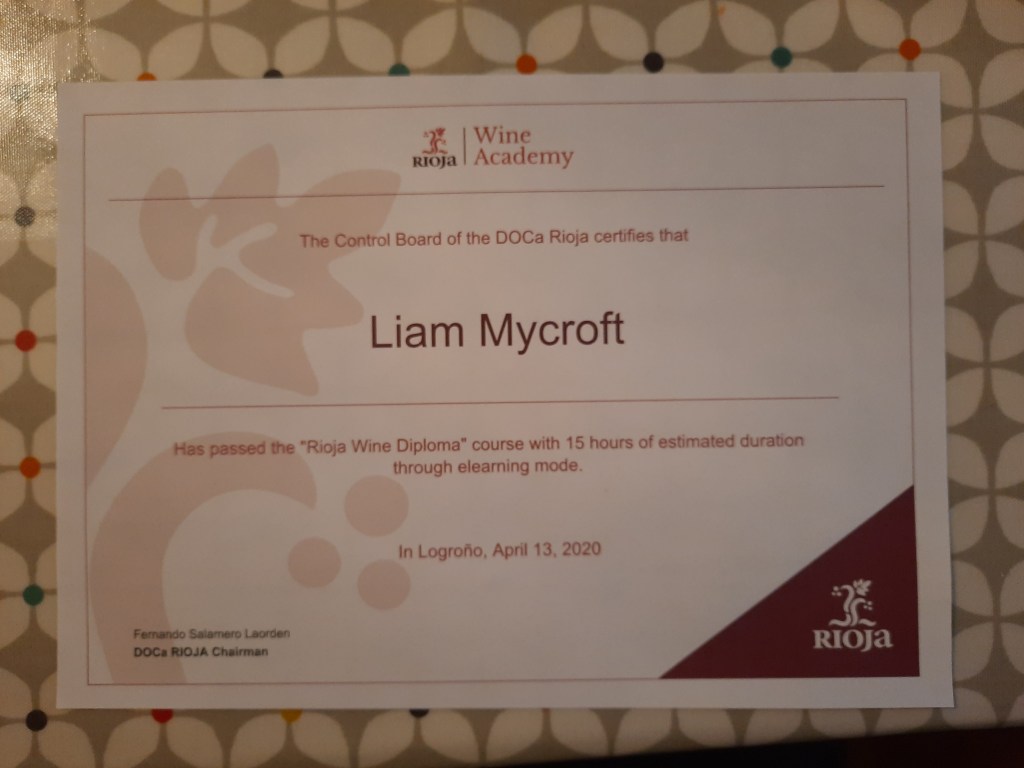 RIOJa
Wine
Academy
The Control Board of the DOCa Rioja certifies that
Liam Mycroft
Has passed the "Rioja Wine Diploma" course with 15 hours of estimated duration
through elearning mode.
In Logroño, April 13, 2020
Fernando Salamero Laorden
DOCa RIOJA Chairman
RIOJa